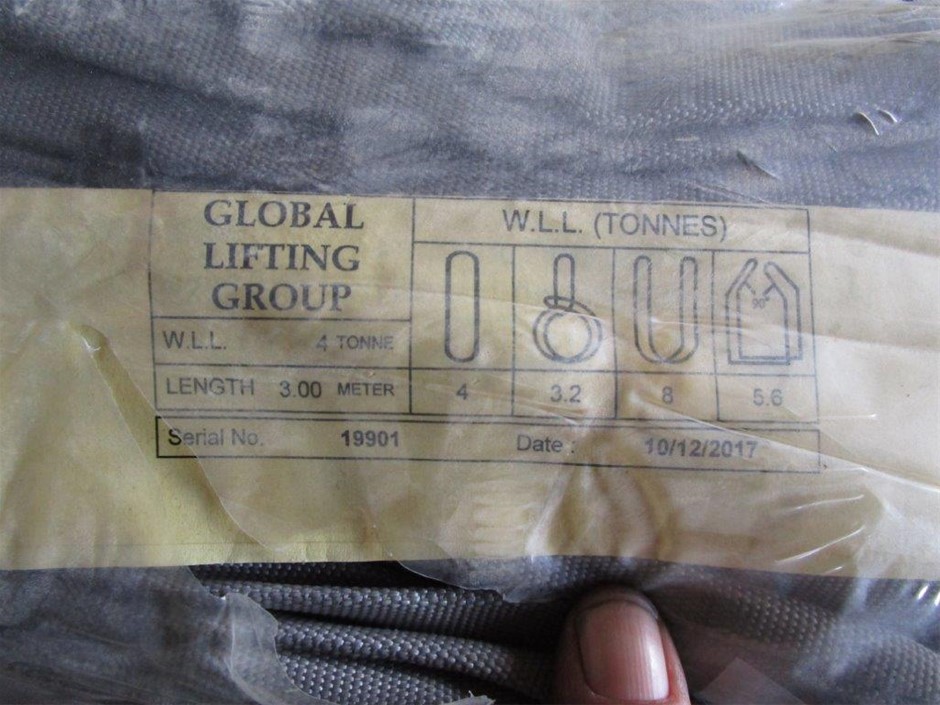 GLOBAL
LIFTING
GROUP
W.L.L. 4 TONNE
LENGTH 3.00 METER
W.L.L. (TONNES)
90°
4 3.2 8 5.6
Serial No. 19901 Date : 10/12/2017